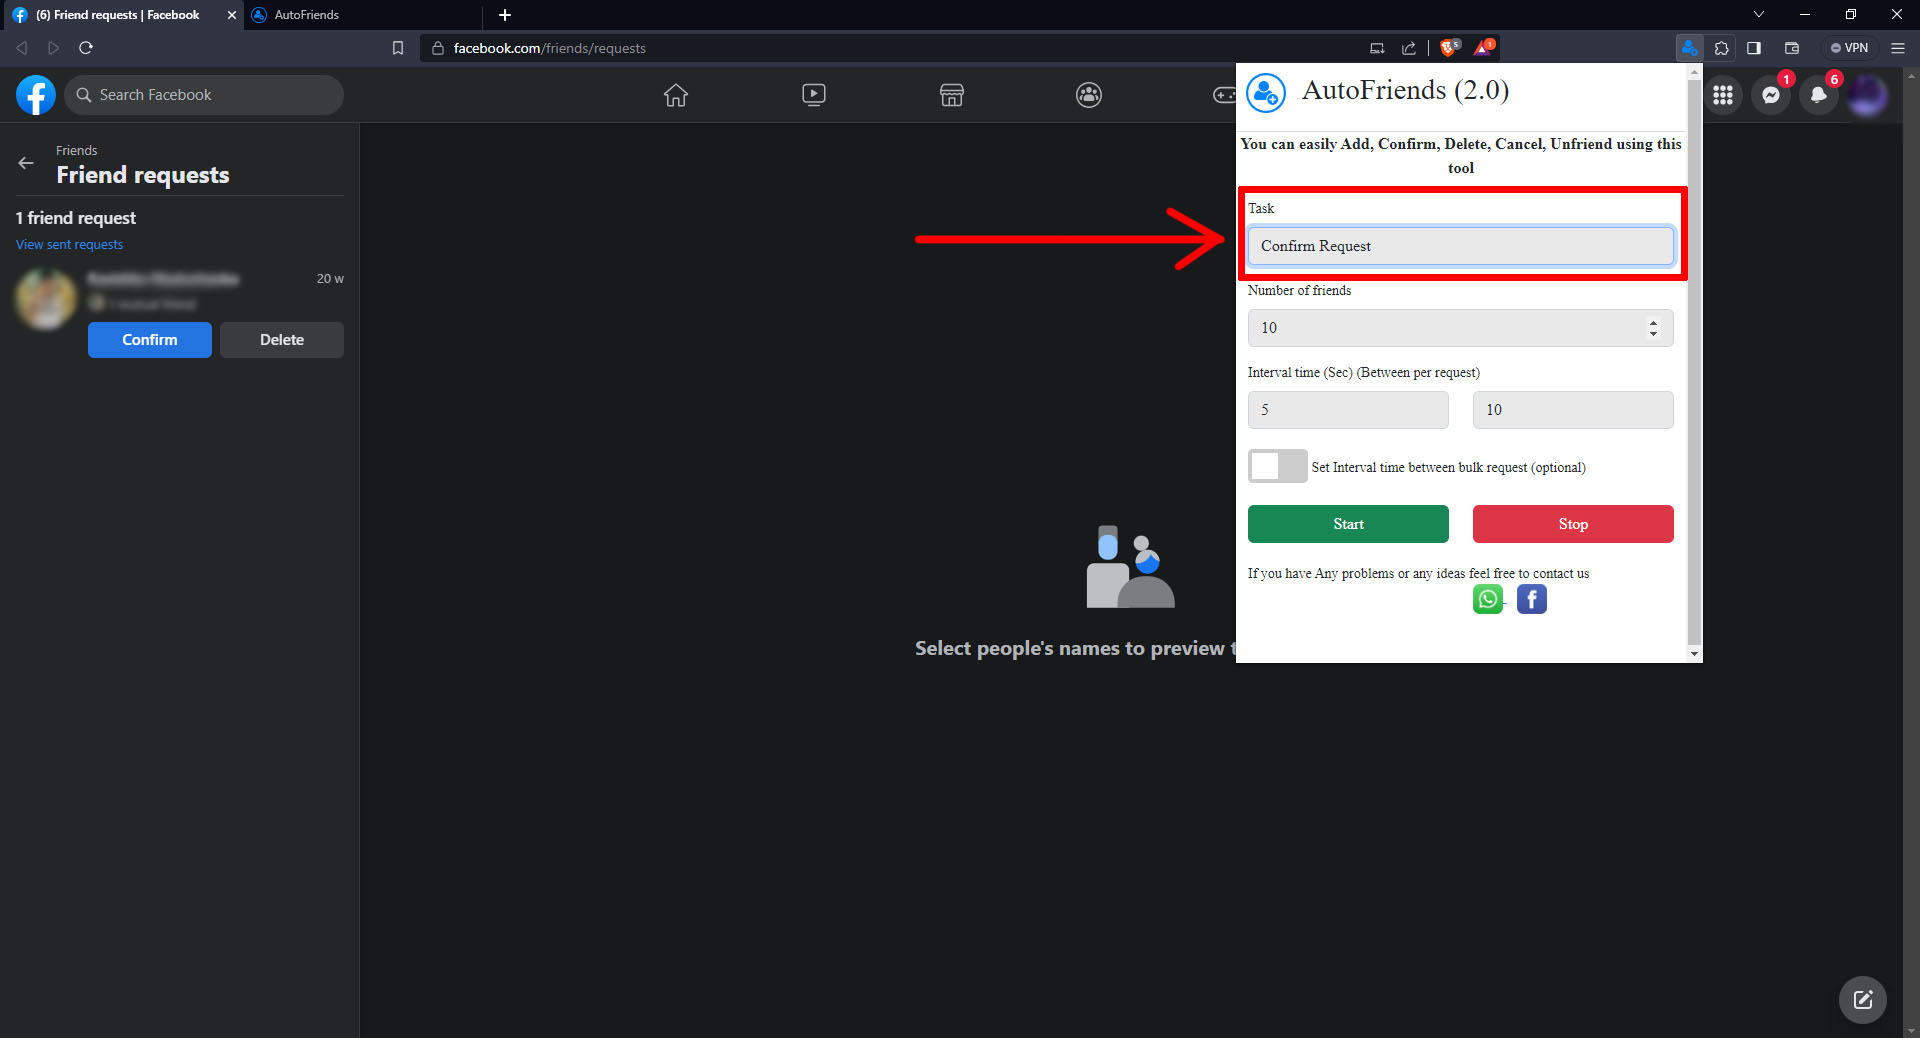 (6) Friend requests | Facebook
AutoFriends
facebook.com/friends/requests
5
1
VPN
Search Facebook
1
6
Friends
Friend requests
1 friend request
View sent requests
20 w
Confirm
Delete
Select people's names to preview t
AutoFriends (2.0)
You can easily Add, Confirm, Delete, Cancel, Unfriend using this
tool
Task
Confirm Request
Number of friends
10
Interval time (Sec) (Between per request)
5
10
Set Interval time between bulk request (optional)
Start
Stop
If you have Any problems or any ideas feel free to contact us